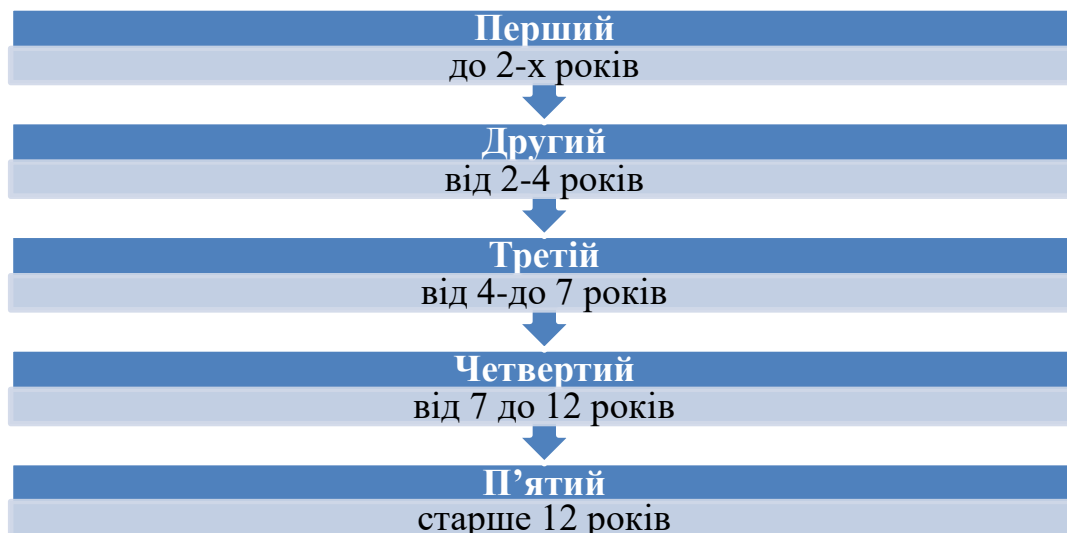 Перший
до 2-х років
Другий
від 2-4 років
Третій
від 4-до 7 років
Четвертий
від 7 до 12 років
П’ятий
старше 12 років